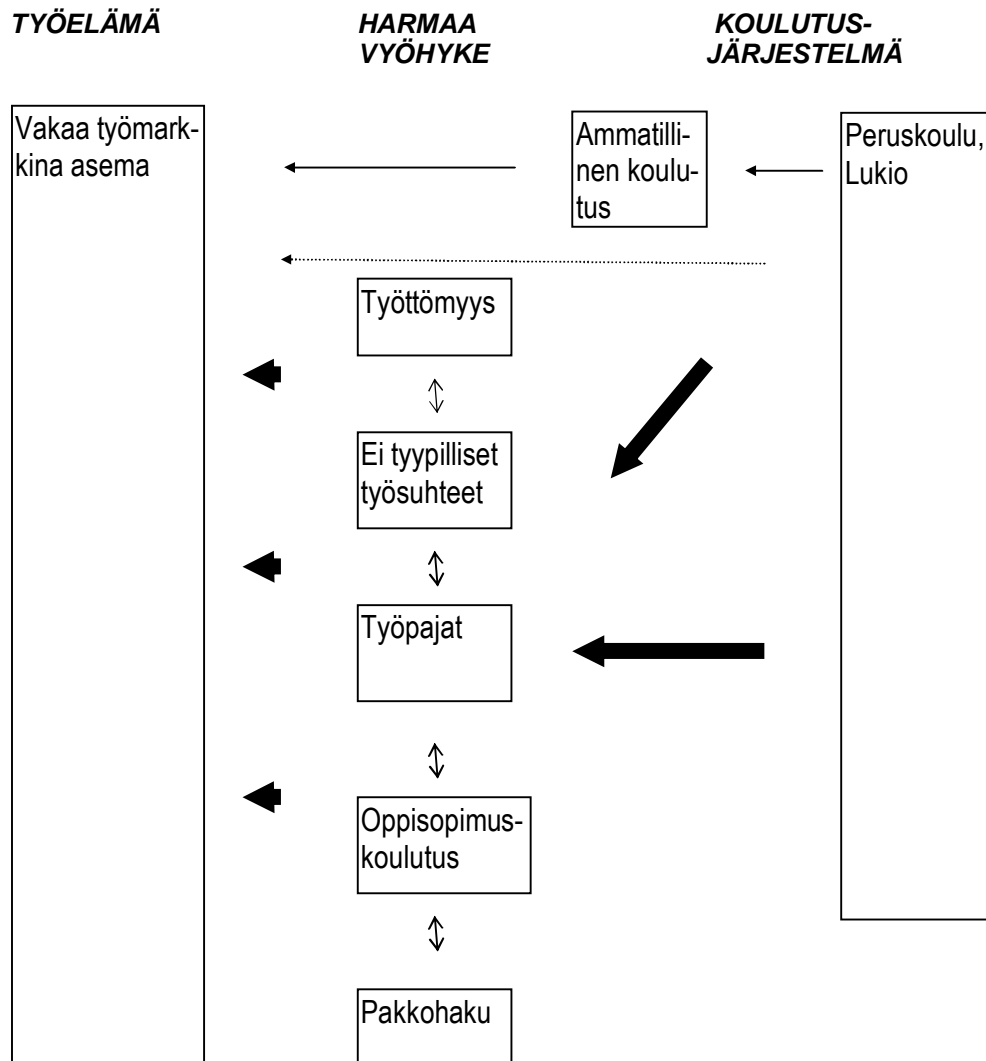 TYÖELÄMÄ
HARMAA
VYÖHYKE
KOULUTUS-
JÄRJESTELMÄ
Vakaa työmark-
kina asema
Ammatilli-
nen koulu-
tus
Peruskoulu,
Lukio
Työttömyys
Ei tyypilliset
työsuhteet
Työpajat
Oppisopimus-
koulutus
Pakkohaku